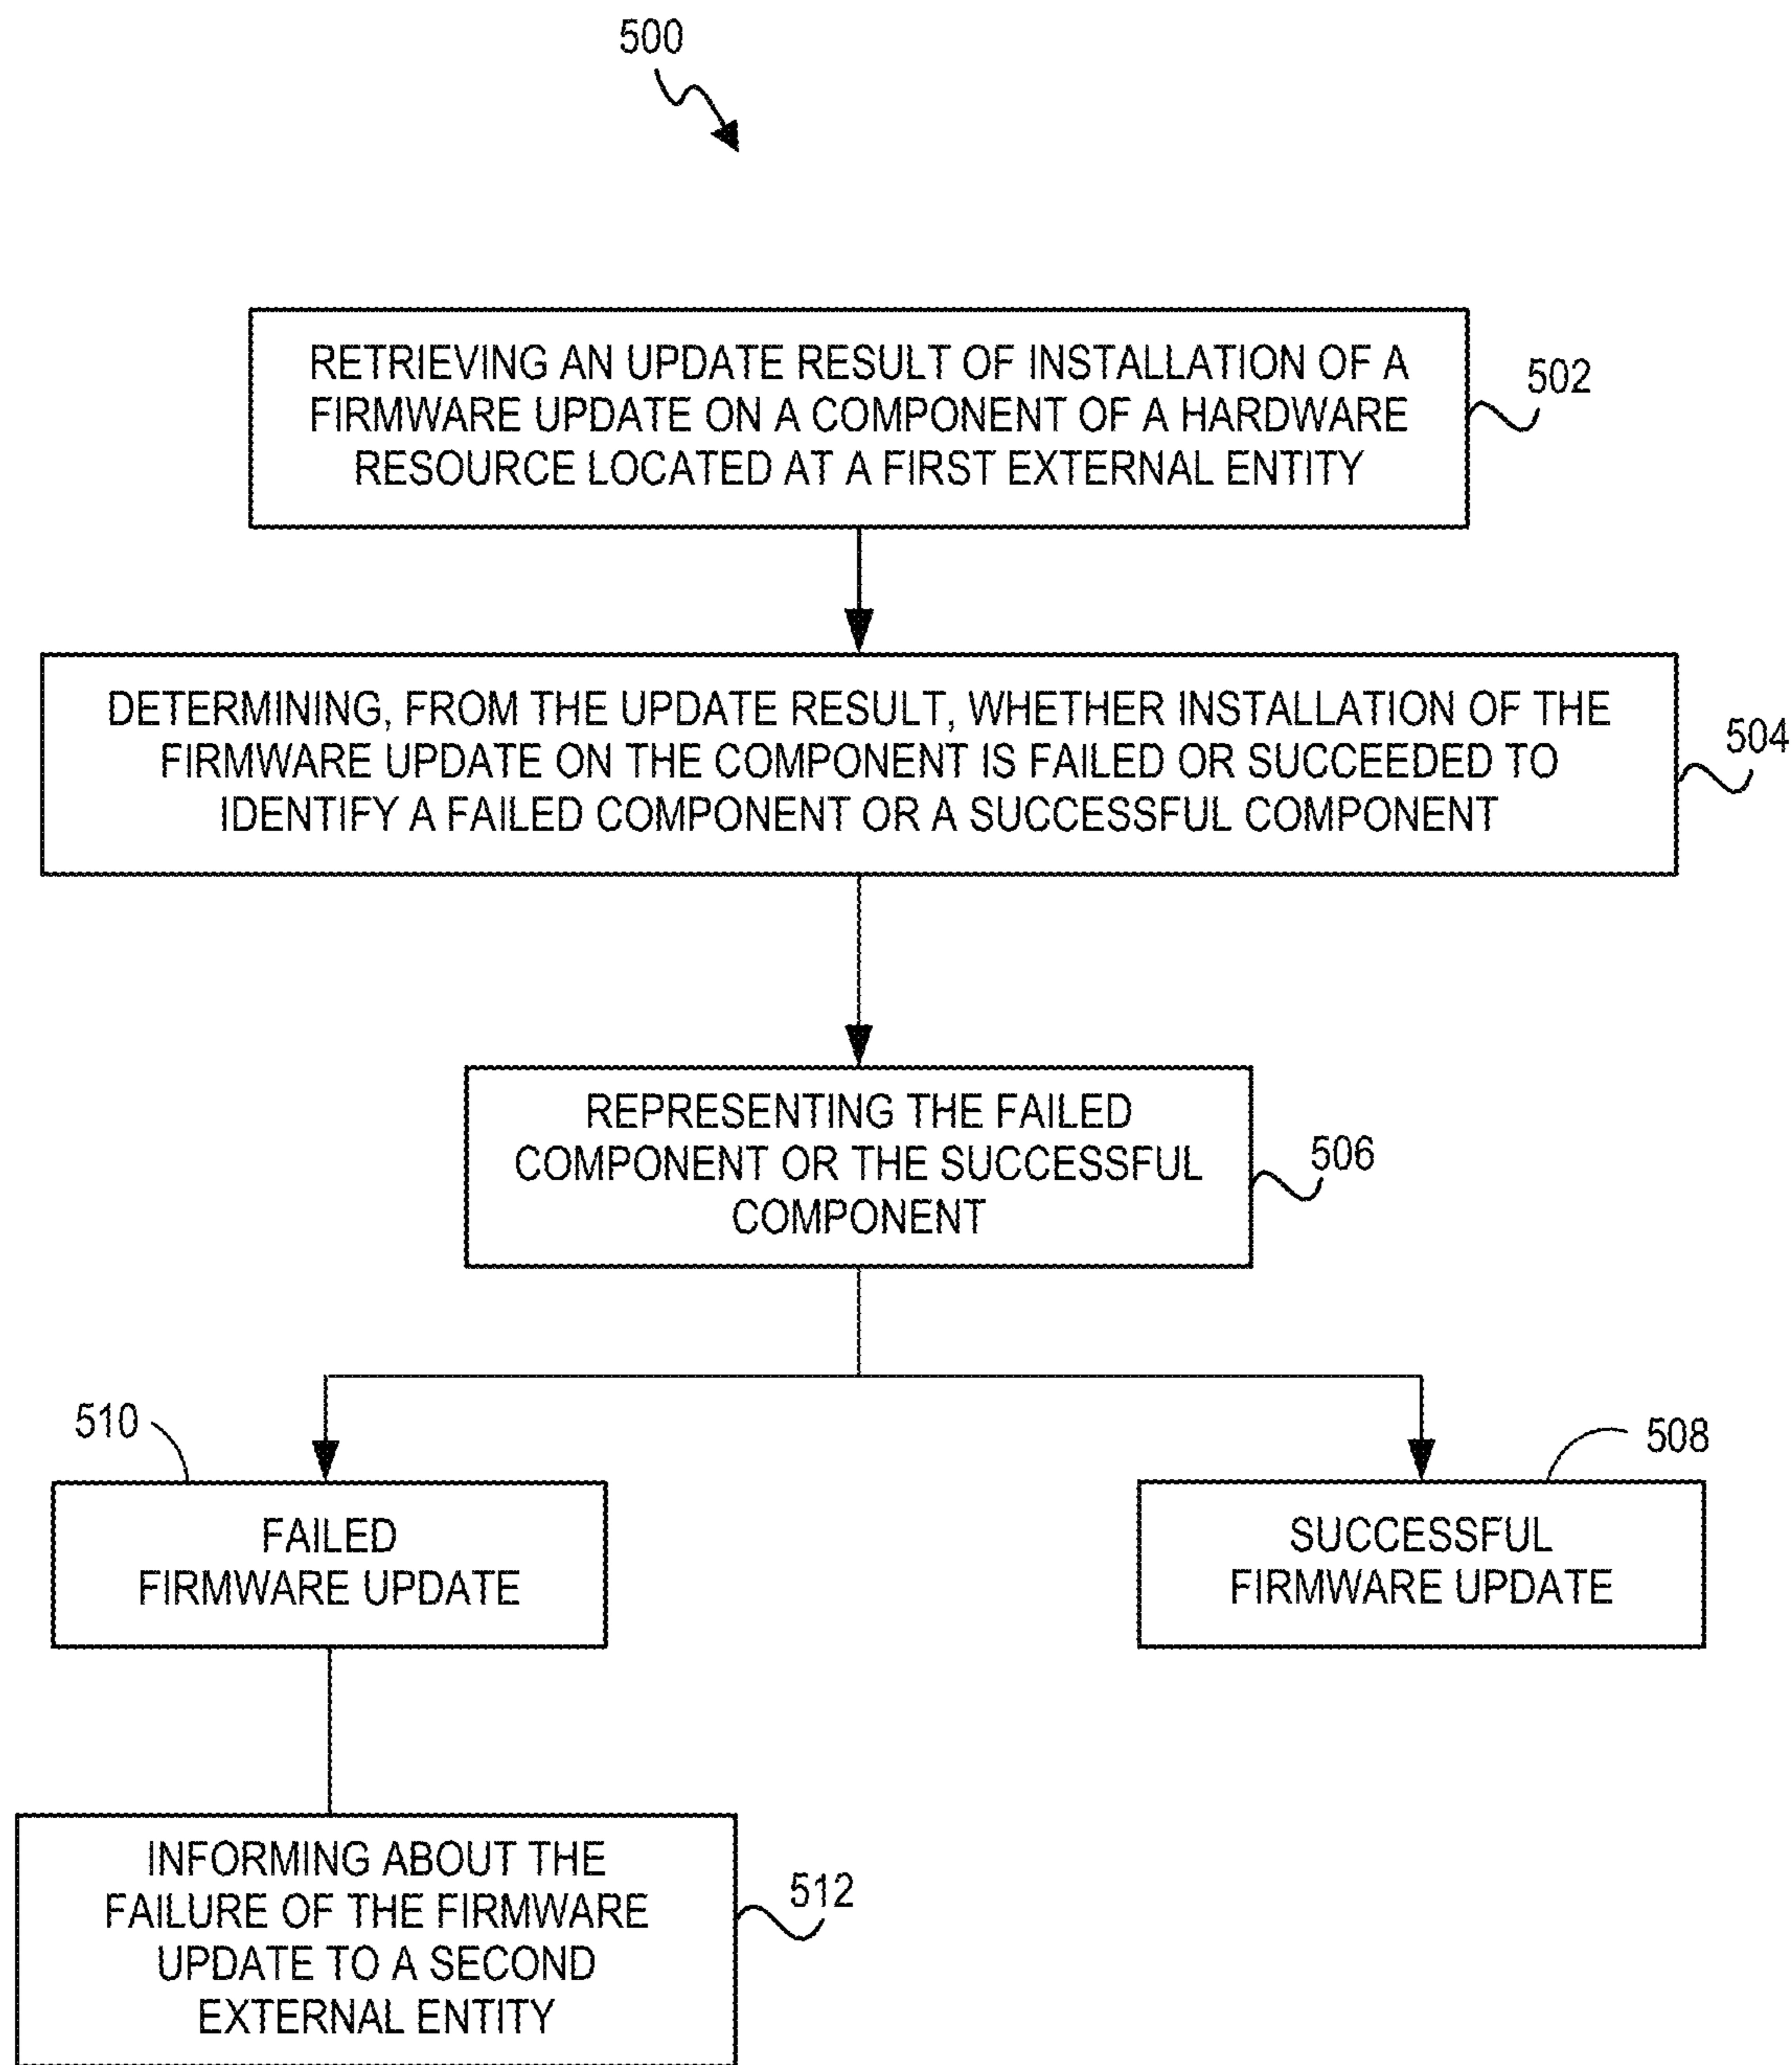 500
RETRIEVING AN UPDATE RESULT OF INSTALLATION OF A
FIRMWARE UPDATE ON A COMPONENT OF A HARDWARE
RESOURCE LOCATED AT A FIRST EXTERNAL ENTITY
502
DETERMINING, FROM THE UPDATE RESULT, WHETHER INSTALLATION OF THE
FIRMWARE UPDATE ON THE COMPONENT IS FAILED OR SUCCEEDED TO
IDENTIFY A FAILED COMPONENT OR A SUCCESSFUL COMPONENT
504
REPRESENTING THE FAILED
COMPONENT OR THE SUCCESSFUL
COMPONENT
506
510
FAILED
FIRMWARE UPDATE
508
SUCCESSFUL
FIRMWARE UPDATE
INFORMING ABOUT THE
FAILURE OF THE FIRMWARE
UPDATE TO A SECOND
EXTERNAL ENTITY
512